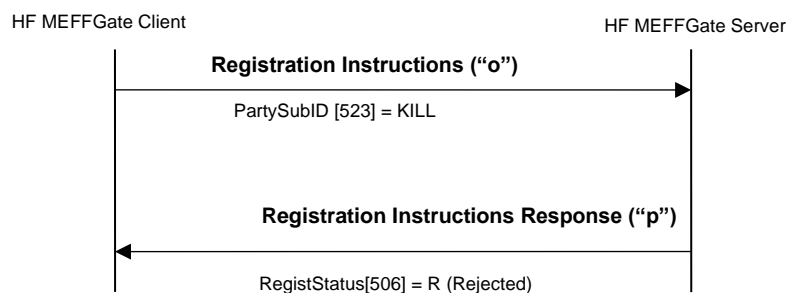 HF MEFFGate Client
HF MEFFGate Server
Registration Instructions (“o”)
PartySubID [523] = KILL
Registration Instructions Response (“p”)
RegistStatus[506] = R (Rejected)